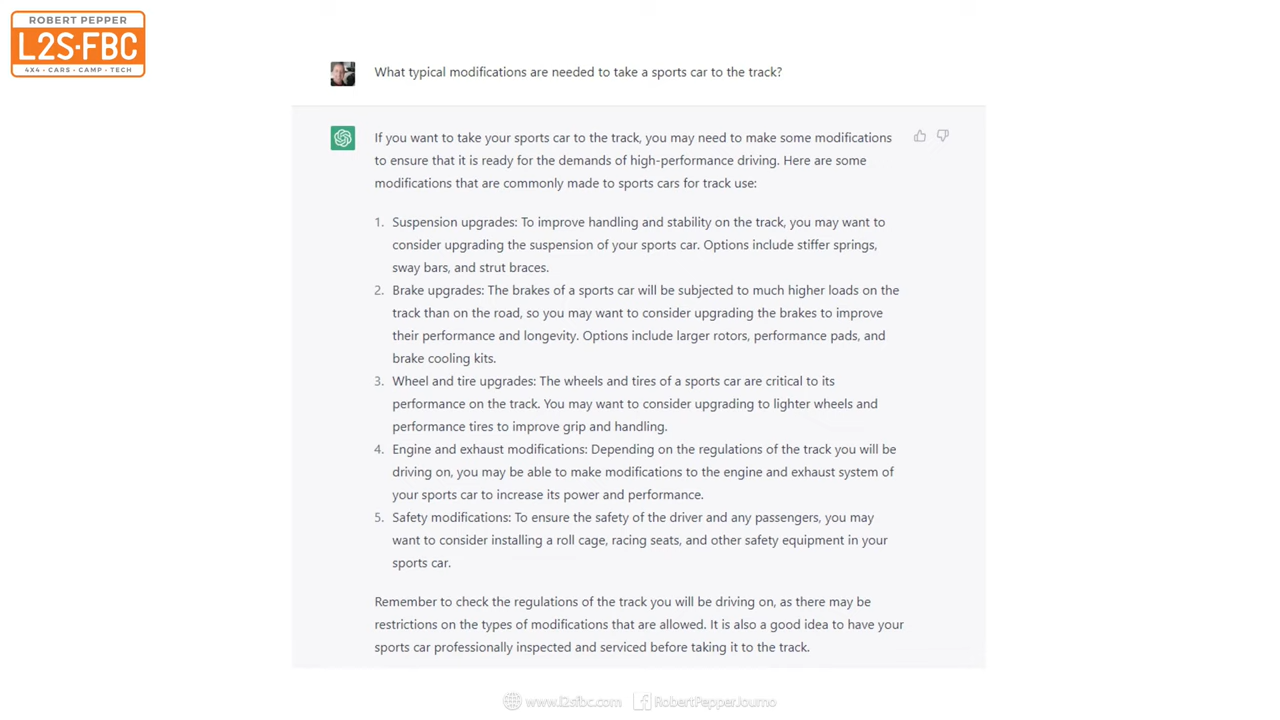 ROBERT PEPPER
L2S·FBC
4X4 • CARS • CAMP • TECH
What typical modifications are needed to take a sports car to the track?
If you want to take your sports car to the track, you may need to make some modifications
to ensure that it is ready for the demands of high-performance driving. Here are some
modifications that are commonly made to sports cars for track use:
1. Suspension upgrades: To improve handling and stability on the track, you may want to
consider upgrading the suspension of your sports car. Options include stiffer springs,
sway bars, and strut braces.
2. Brake upgrades: The brakes of a sports car will be subjected to much higher loads on the
track than on the road, so you may want to consider upgrading the brakes to improve
their performance and longevity. Options include larger rotors, performance pads, and
brake cooling kits.
3. Wheel and tire upgrades: The wheels and tires of a sports car are critical to its
performance on the track. You may want to consider upgrading to lighter wheels and
performance tires to improve grip and handling.
4. Engine and exhaust modifications: Depending on the regulations of the track you will be
driving on, you may be able to make modifications to the engine and exhaust system of
your sports car to increase its power and performance.
5. Safety modifications: To ensure the safety of the driver and any passengers, you may
want to consider installing a roll cage, racing seats, and other safety equipment in your
sports car.
Remember to check the regulations of the track you will be driving on, as there may be
restrictions on the types of modifications that are allowed. It is also a good idea to have your
sports car professionally inspected and serviced before taking it to the track.
www.l2sfbc.com RobertPepperJourno